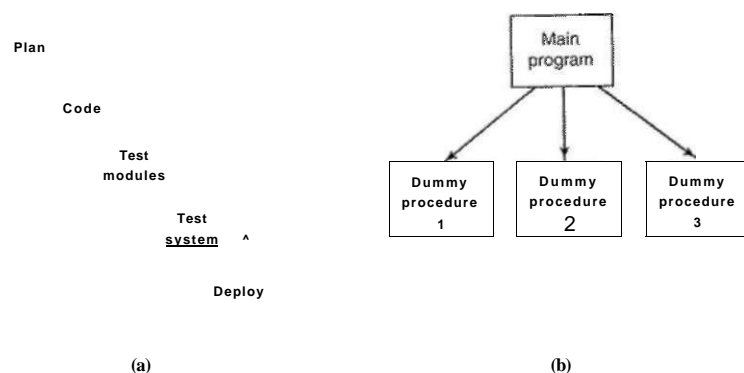 Plan
Code
Test
modules
Test
system ^
Deploy
(a)
Main
program
Dummy
procedure
1
Dummy
procedure
2
Dummy
procedure
3
(b)